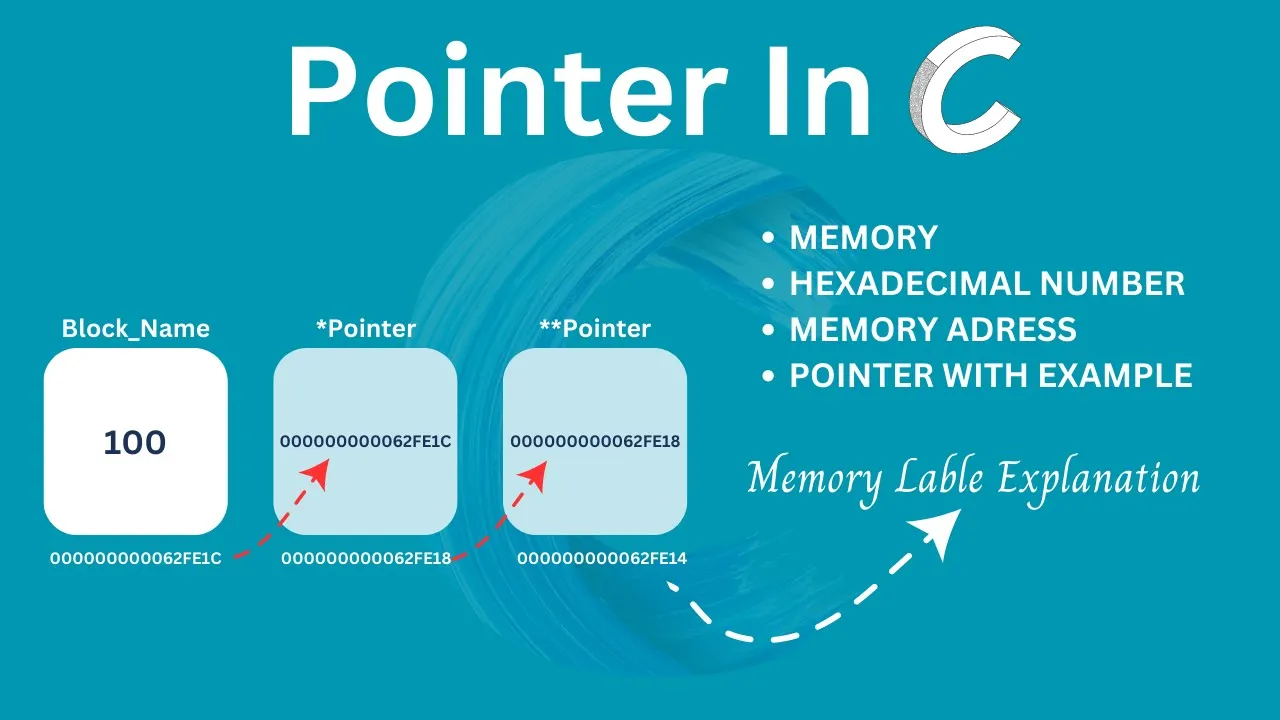 Pointer In C
• MEMORY
• HEXADECIMAL NUMBER
• MEMORY ADRESS
• POINTER WITH EXAMPLE
Block_Name
*Pointer
**Pointer
100
000000000062FE1C
000000000062FE18
000000000062FE1C
000000000062FE18
000000000062FE14
Memory Lable Explanation